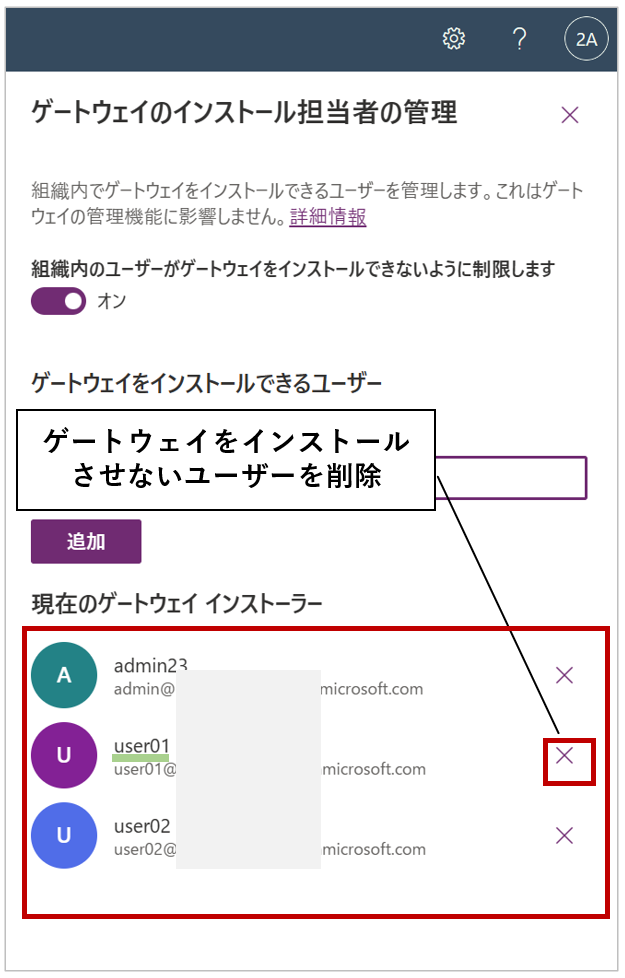 2A
ゲートウェイのインストール担当者の管理
組織内でゲートウェイをインストールできるユーザーを管理します。これはゲート
ウェイの管理機能に影響しません。詳細情報
組織内のユーザーがゲートウェイをインストールできないように制限します
オン
ゲートウェイをインストールできるユーザー
ゲートウェイをインストール
させないユーザーを削除
追加
現在のゲートウェイ インストーラー
A
admin23
admin@
microsoft.com
U
user01
user01@
microsoft.com
U
user02
user02@
microsoft.com